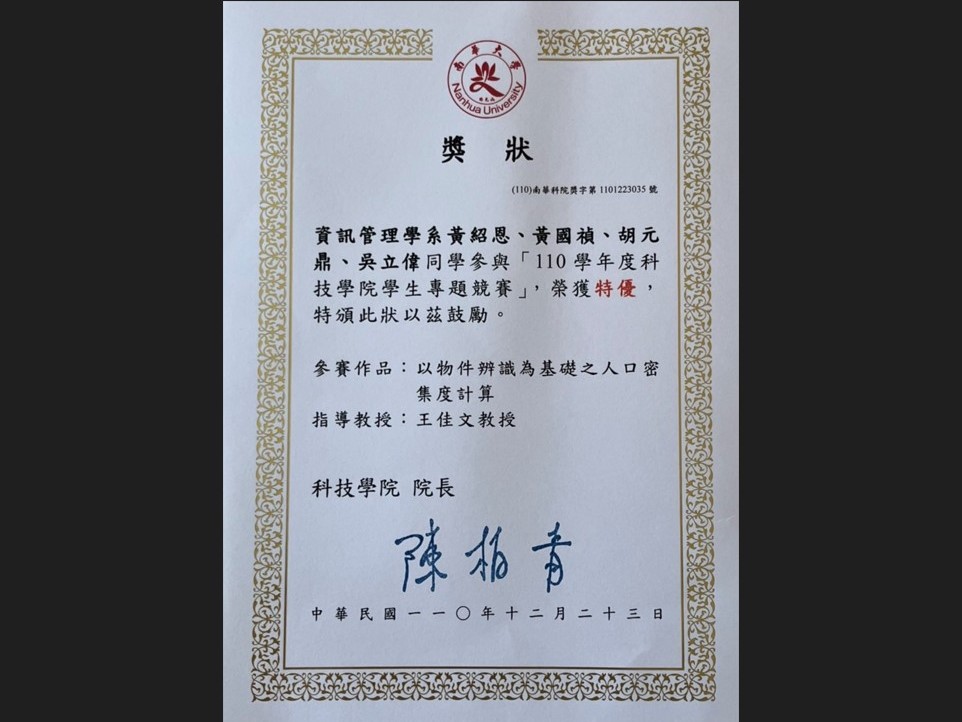 南華大學
Nanhua University
獎狀
(110)南華科院獎字第 1101223035 號
資訊管理學系黃紹恩、黃國禎、胡元
鼎、吳立偉同學參與「110 學年度科
技學院學生專題競賽」，榮獲特優，
特頒此狀以茲鼓勵。
參賽作品：以物件辨識為基礎之人口密
集度計算
指導教授：王佳文教授
科技學院 院長
陳柏青
中華民國一一〇年十二月二十三日